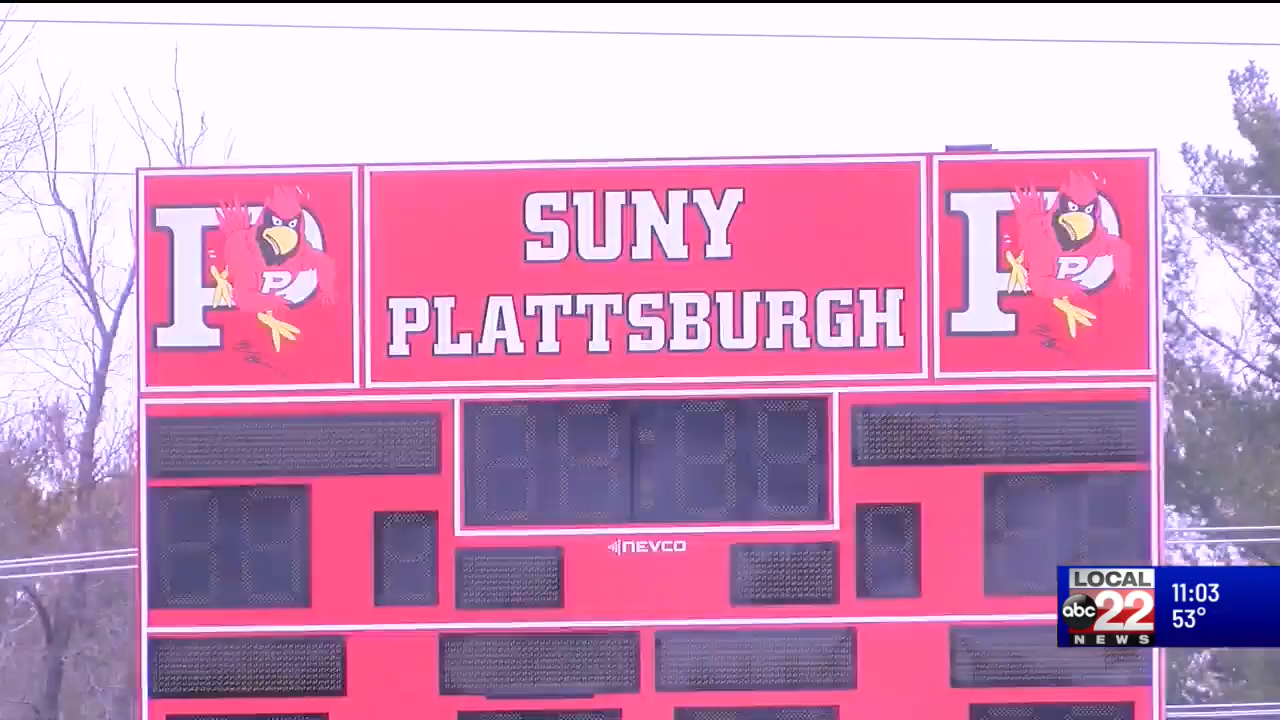 SUNY
PLATTSBURGH
P
P
P
P
NEVCO
LOCAL
abc 22
NEWS
11:03
53°